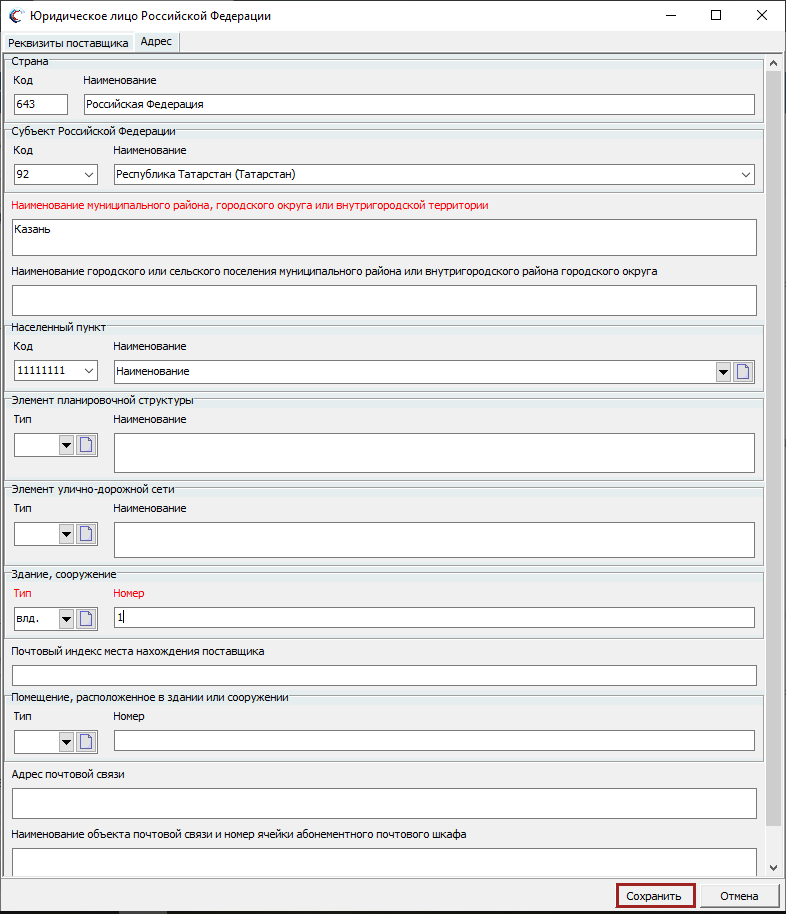 Юридическое лицо Российской Федерации
Реквизиты поставщика Адрес
Страна
Код Наименование
643 Российская Федерация
Субъект Российской Федерации
Код Наименование
92 Республика Татарстан (Татарстан)
Наименование муниципального района, городского округа или внутригородской территории
Казань
Наименование городского или сельского поселения муниципального района или внутригородского района городского округа
Населенный пункт
Код Наименование
11111111 Наименование
Элемент планировочной структуры
Тип Наименование
Элемент улично-дорожной сети
Тип Наименование
Здание, сооружение
Тип Номер
влд. 1
Почтовый индекс места нахождения поставщика
Помещение, расположенное в здании или сооружении
Тип Номер
Адрес почтовой связи
Наименование объекта почтовой связи и номер ячейки абонементного почтового шкафа
Сохранить Отмена